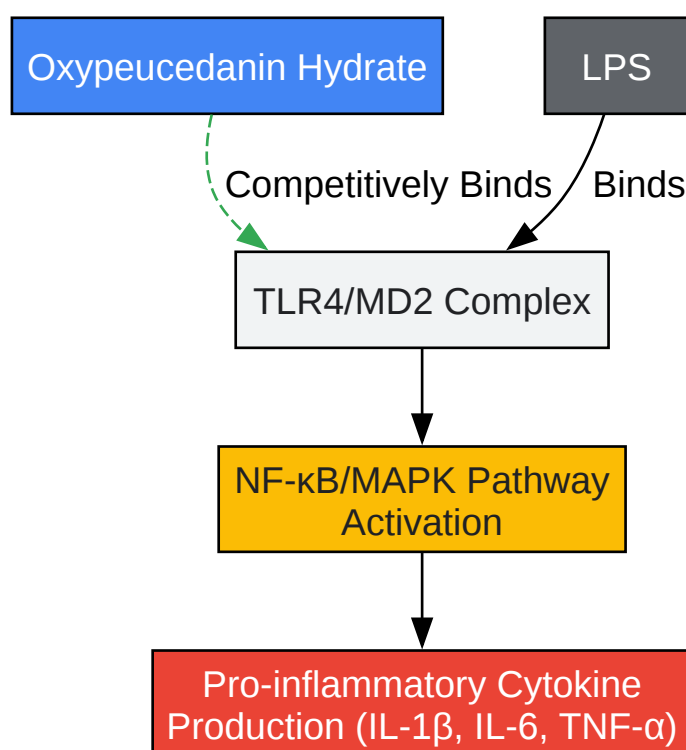 Oxypeucedanin Hydrate
LPS
Competitively Binds
Binds
TLR4/MD2 Complex
NF-κB/MAPK Pathway
Activation
Pro-inflammatory Cytokine
Production (IL-1β, IL-6, TNF-α)